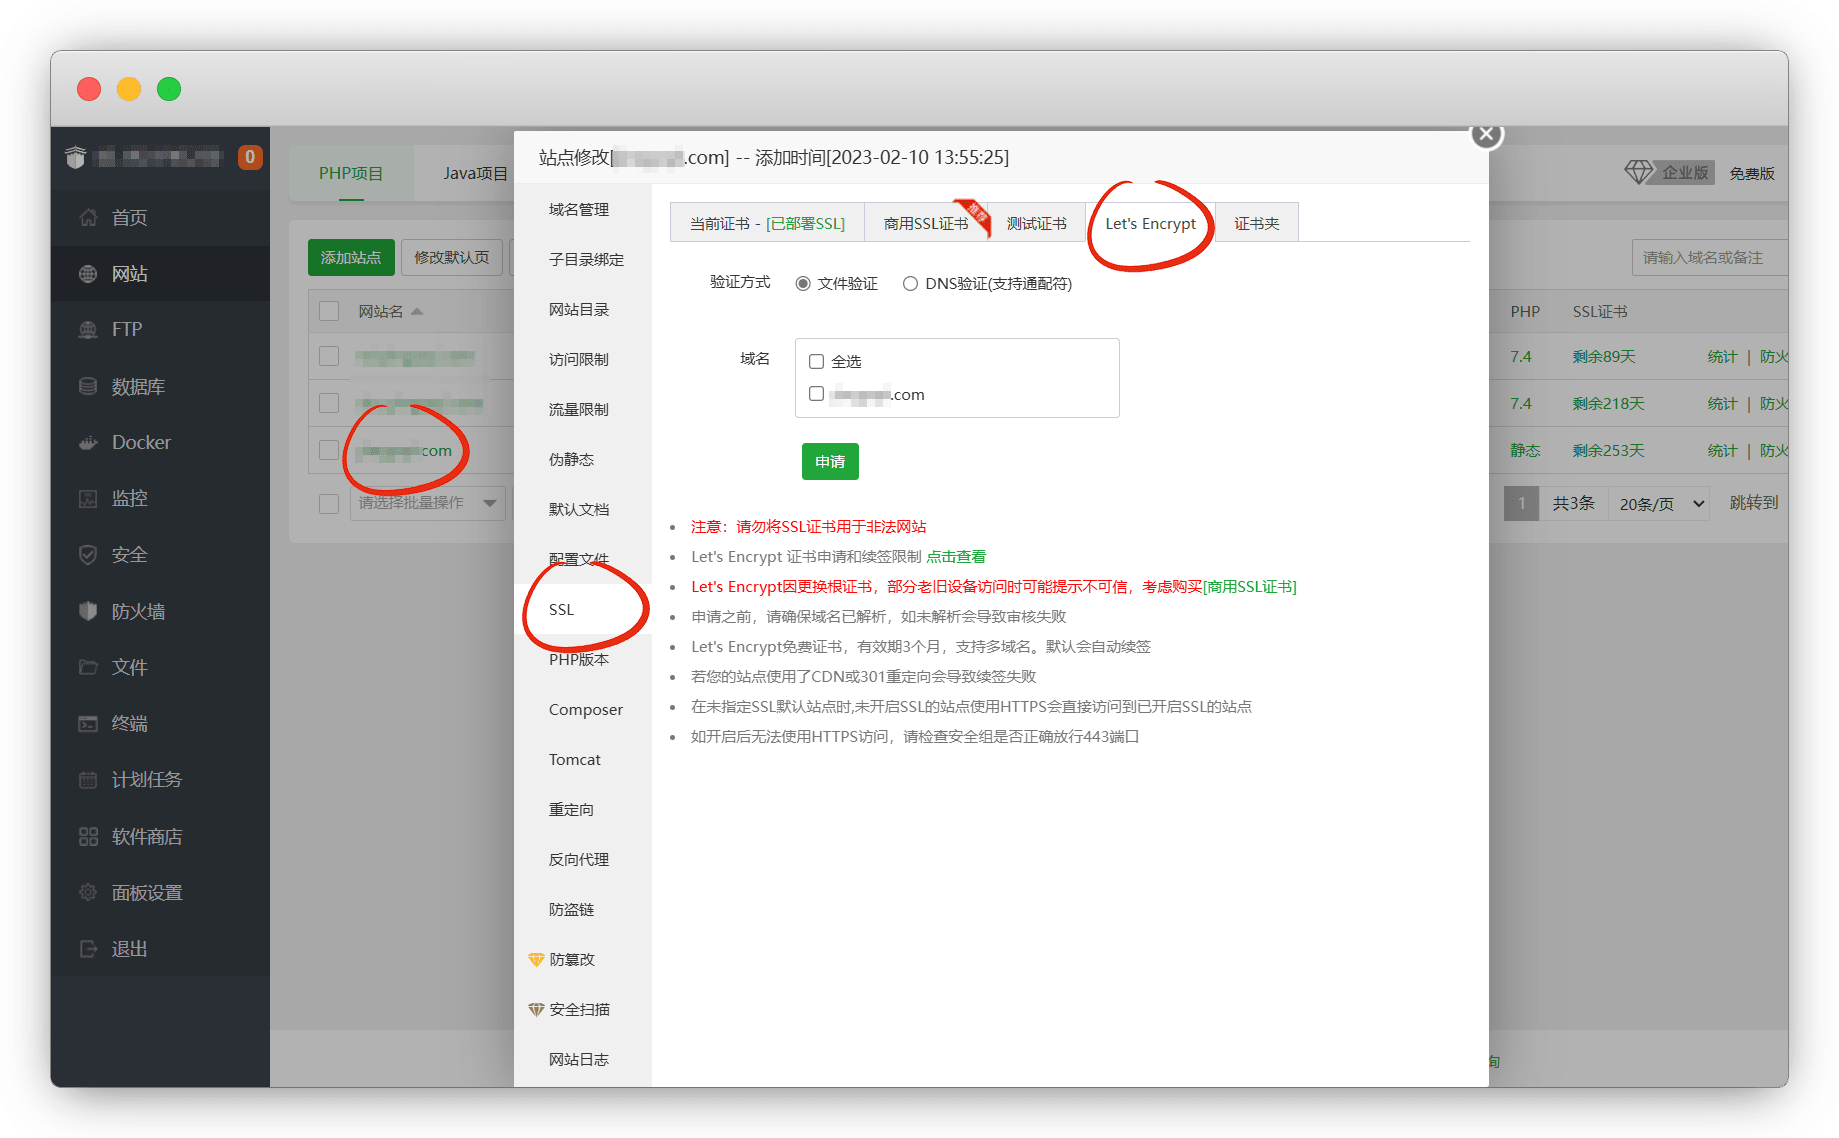 0
首页
网站
FTP
数据库
Docker
监控
安全
防火墙
文件
终端
计划任务
软件商店
面板设置
退出
PHP项目
Java项目
企业版
免费版
添加站点
修改默认页
请输入域名或备注
网站名
PHP
SSL证书
7.4
剩余89天
统计 | 防火
7.4
剩余218天
统计 | 防火
com
静态
剩余253天
统计 | 防火
请选择批量操作
1
共3条
20条/页
跳转到
站点修改[
.com] -- 添加时间[2023-02-10 13:55:25]
域名管理
子目录绑定
网站目录
访问限制
流量限制
伪静态
默认文档
配置文件
SSL
PHP版本
Composer
Tomcat
重定向
反向代理
防盗链
防篡改
安全扫描
网站日志
当前证书 - [已部署SSL]
商用SSL证书
推荐
测试证书
Let's Encrypt
证书夹
验证方式
文件验证
DNS验证(支持通配符)
域名
全选
.com
申请
注意：请勿将SSL证书用于非法网站
Let's Encrypt 证书申请和续签限制 点击查看
Let's Encrypt因更换根证书，部分老旧设备访问时可能提示不可信，考虑购买[商用SSL证书]
申请之前，请确保域名已解析，如未解析会导致审核失败
Let's Encrypt免费证书，有效期3个月，支持多域名。默认会自动续签
若您的站点使用了CDN或301重定向会导致续签失败
在未指定SSL默认站点时,未开启SSL的站点使用HTTPS会直接访问到已开启SSL的站点
如开启后无法使用HTTPS访问，请检查安全组是否正确放行443端口